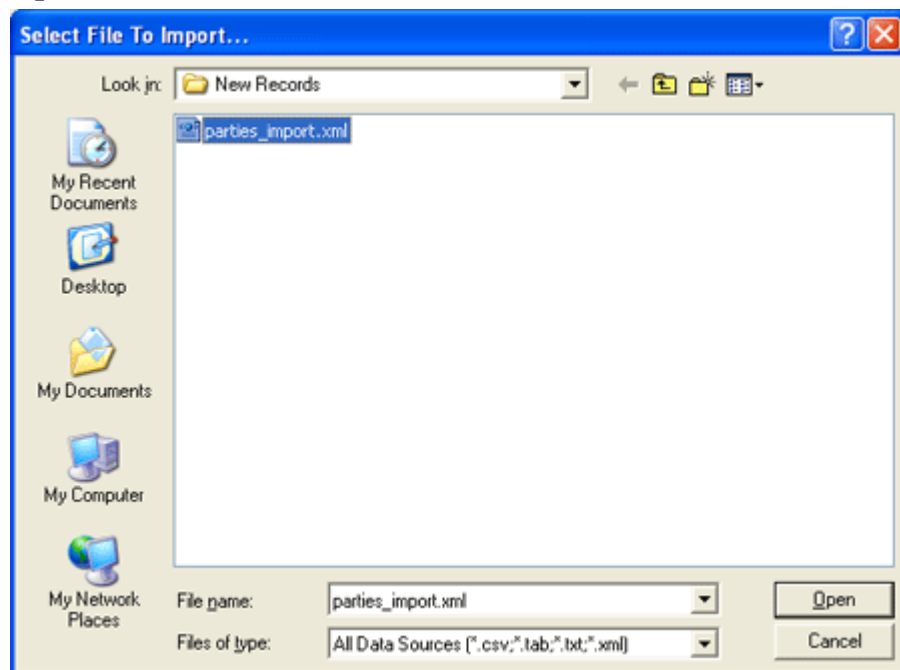 Select File To Import...
Look in:
New Records
parties_import.xml
My Recent
Documents
Desktop
My Documents
My Computer
My Network
Places
File name:
parties_import.xml
Open
Files of type:
All Data Sources (*.csv;*.tab;*.txt;*.xml)
Cancel